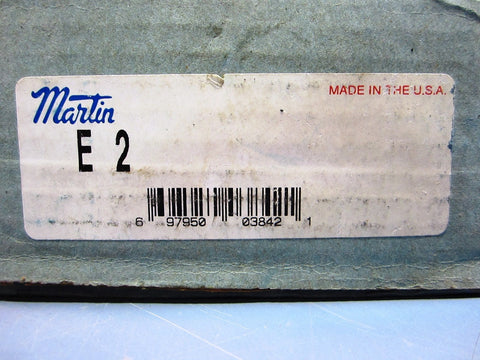 Martin
MADE IN THE U.S.A.
E 2
6 97950 03842 1